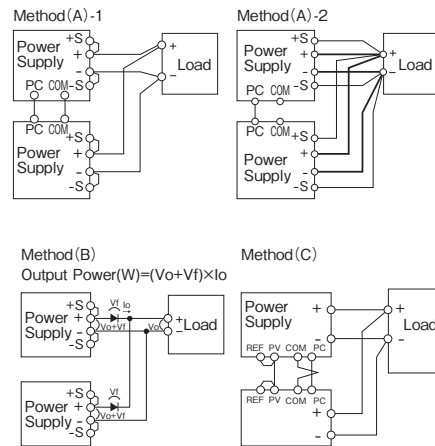 Method(A)-1
+S
Power + + Load
Supply - -
-S
PC COM
PC COM
+S
Power +
Supply -
-S
Method(A)-2
+S
Power + + Load
Supply - -
-S
PC COM
PC COM
+S
Power +
Supply -
-S
Method(B)
Output Power(W)=(Vo+Vf)×Io
+S Vf Io
Power + + Load
Supply - Vo+Vf Vo -
-S
+S Vf
Power +
Supply - Vo+Vf
-S
Method(C)
Power + + Load
Supply - -
REF PV COM PC
REF PV COM PC
Power +
Supply -